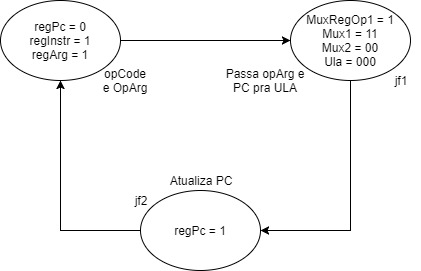 regPc = 0
regInstr = 1
regArg = 1
opCode
e OpArg
Passa opArg e
PC pra ULA
MuxRegOp1 = 1
Mux1 = 11
Mux2 = 00
Ula = 000
jf1
Atualiza PC
jf2
regPc = 1